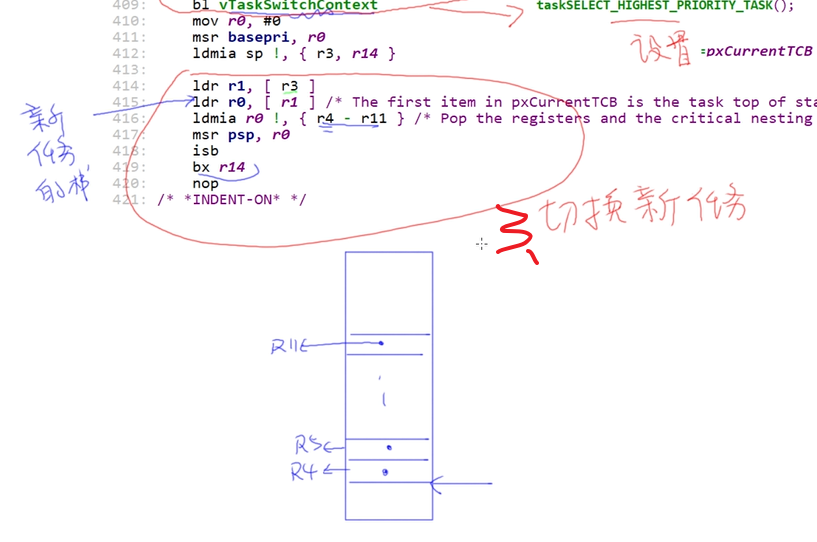 409: bl vTaskSwitchContext
taskSELECT_HIGHEST_PRIORITY_TASK();
410: mov r0, #0
411: msr basepri, r0
412: ldmia sp !, { r3, r14 }
设置 =pxCurrentTCB
413:
414: ldr r1, [ r3 ]
415: ldr r0, [ r1 ] /* The first item in pxCurrentTCB is the task top of sta
416: ldmia r0 !, { r4 - r11 } /* Pop the registers and the critical nesting
417: msr psp, r0
418: isb
419: bx r14
420: nop
421: /* *INDENT-ON* */
新
任务
的栈
切换新任务
R11
R5
R4